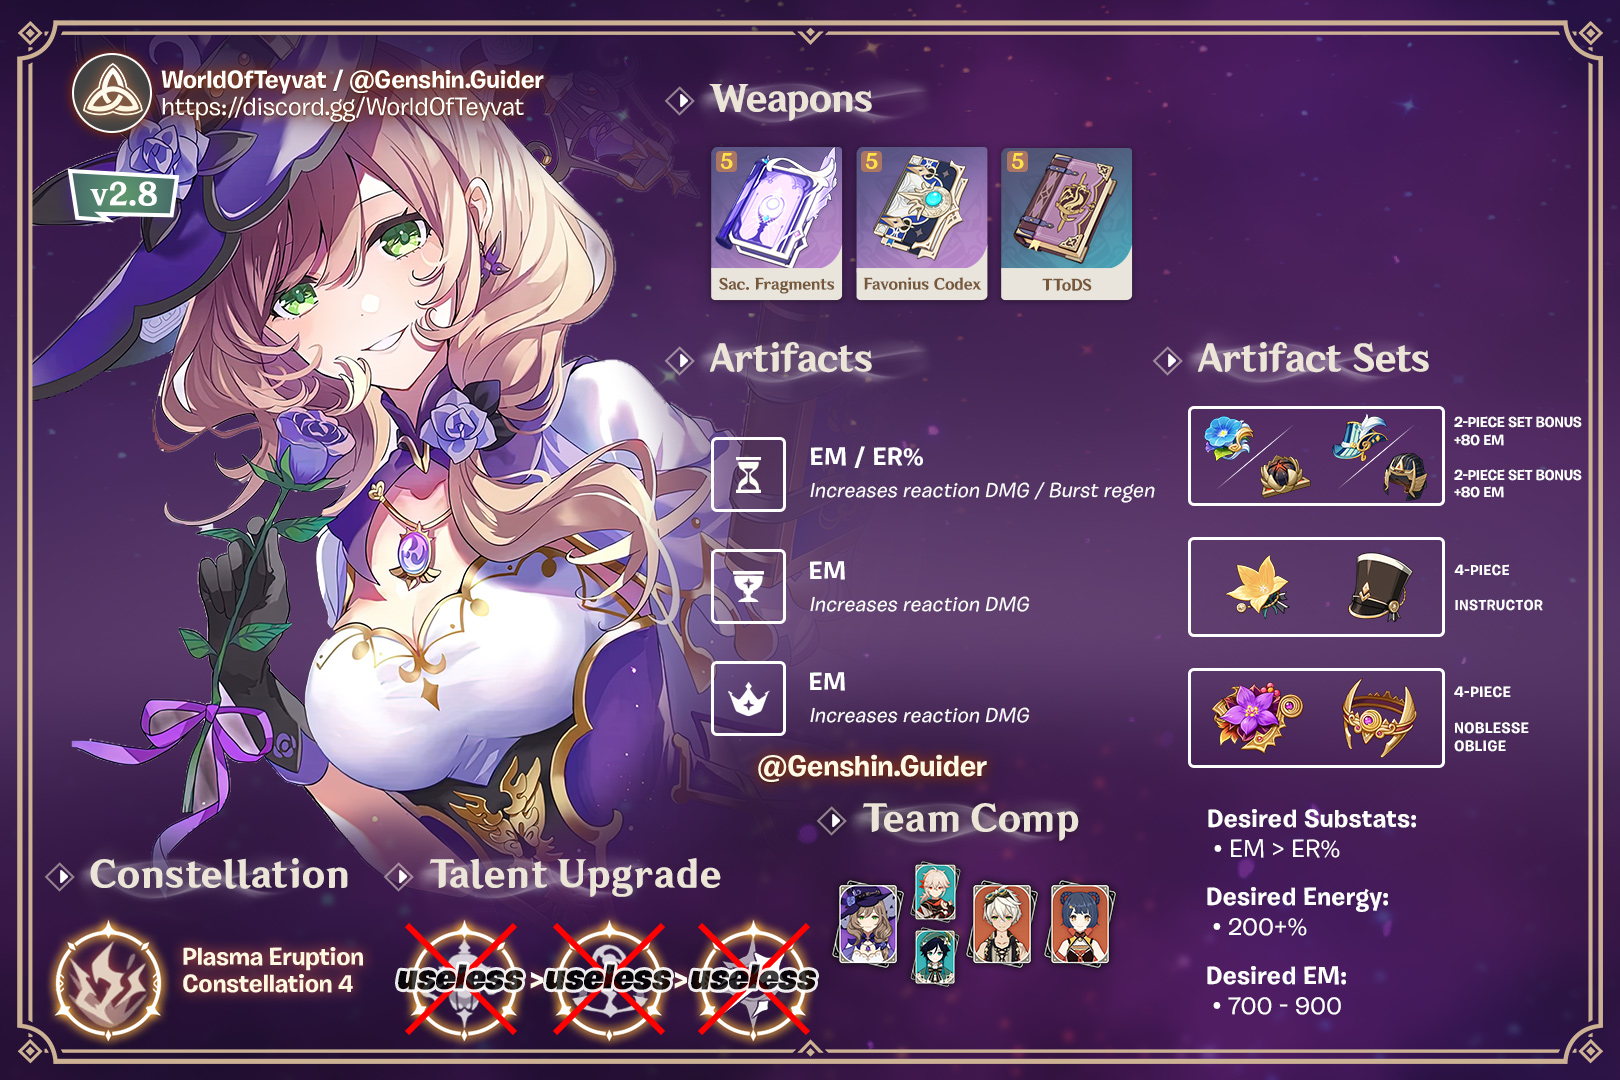 WorldOfTeyvat / @Genshin.Guider
https://discord.gg/WorldOfTeyvat
v2.8
Weapons
5
5
5
Sac. Fragments
Favonius Codex
TToDS
Artifacts
EM / ER%
Increases reaction DMG / Burst regen
EM
Increases reaction DMG
EM
Increases reaction DMG
@Genshin.Guider
Artifact Sets
2-PIECE SET BONUS
+80 EM
2-PIECE SET BONUS
+80 EM
4-PIECE
INSTRUCTOR
4-PIECE
NOBLESSE
OBLIGE
Constellation
Plasma Eruption
Constellation 4
Talent Upgrade
useless > useless > useless
Team Comp
Desired Substats:
• EM > ER%
Desired Energy:
• 200+%
Desired EM:
• 700 - 900